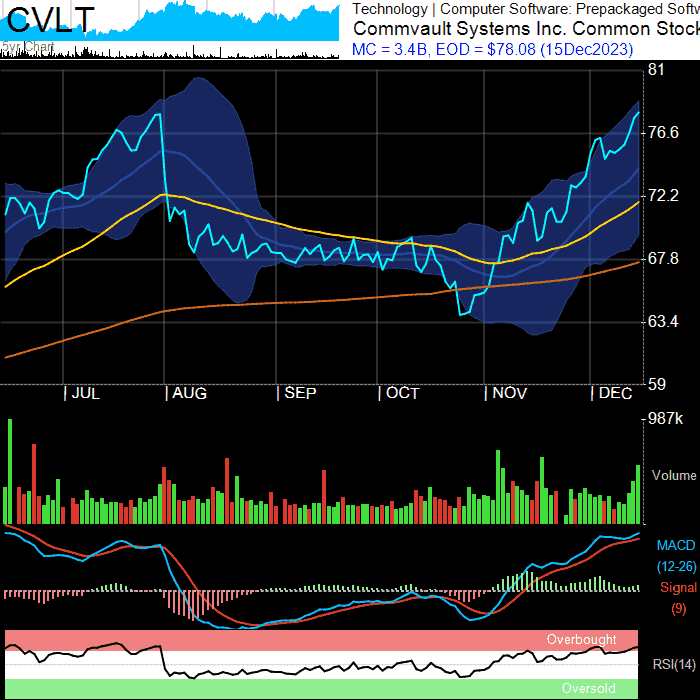 CVLT
5yr Chart
Technology | Computer Software: Prepackaged Softw
Commvault Systems Inc. Common Stock
MC = 3.4B, EOD = $78.08 (15Dec2023)
81
76.6
72.2
67.8
63.4
59
| JUL | AUG | SEP | OCT | NOV | DEC
987k
Volume
MACD
(12-26)
Signal
(9)
Overbought
RSI(14)
Oversold